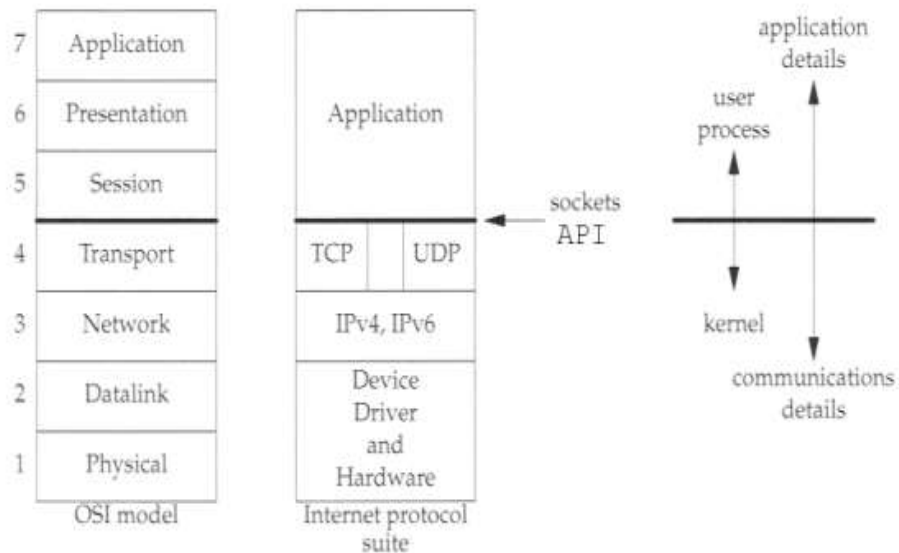 7
Application
6
Presentation
5
Session
4
Transport
3
Network
2
Datalink
1
Physical
OSI model
Application
TCP
UDP
IPv4, IPv6
Device
Driver
and
Hardware
Internet protocol
suite
sockets
API
application
details
user
process
kernel
communications
details